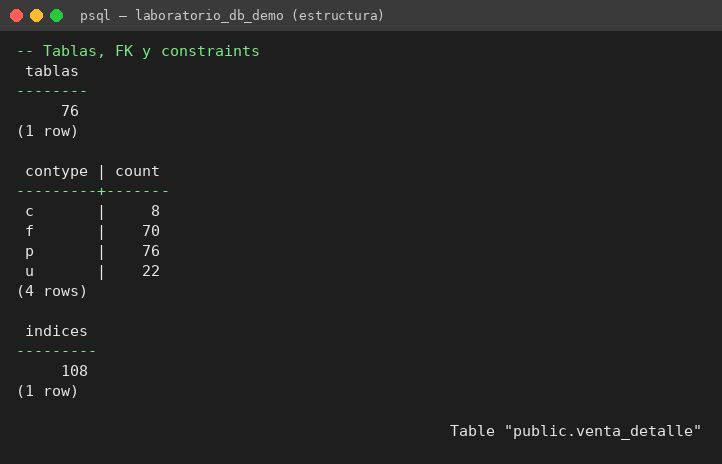 psql — laboratorio_db_demo (estructura)
-- Tablas, FK y constraints
 tablas
--------
     76
(1 row)

 contype | count
---------+-------
 c       |     8
 f       |    70
 p       |    76
 u       |    22
(4 rows)

 indices
---------
     108
(1 row)

Table "public.venta_detalle"